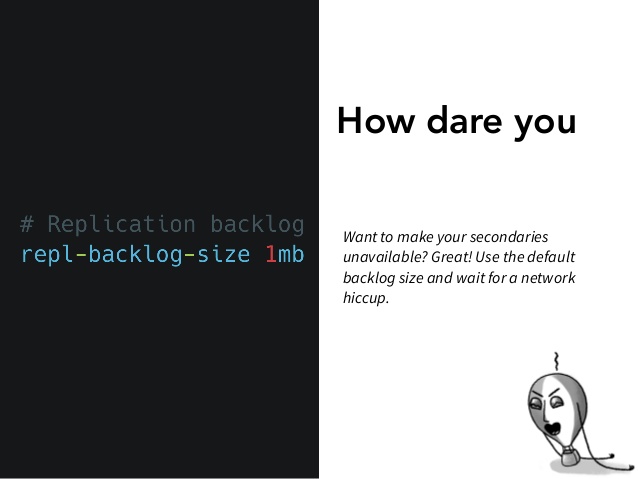 # Replication backlog
repl-backlog-size 1mb
How dare you
Want to make your secondaries
unavailable? Great! Use the default
backlog size and wait for a network
hiccup.